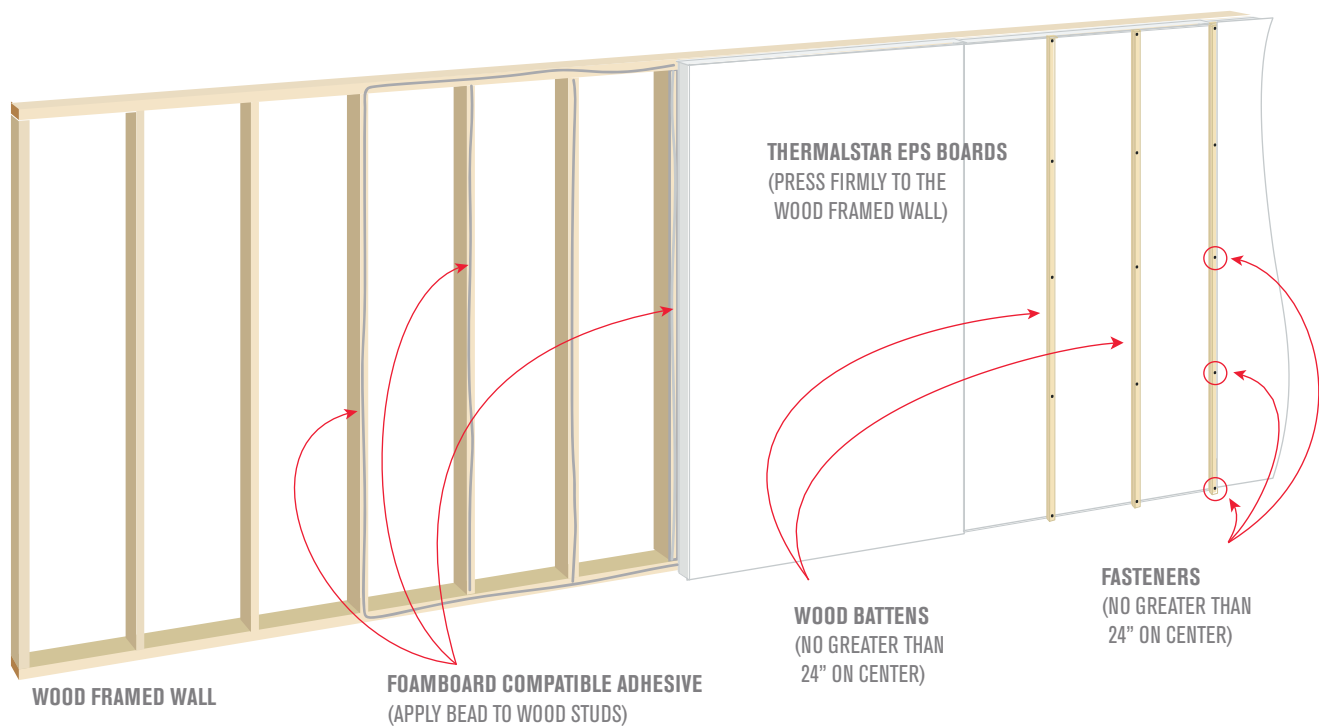 THERMALSTAR EPS BOARDS
(PRESS FIRMLY TO THE
WOOD FRAMED WALL)
WOOD FRAMED WALL
FOAMBOARD COMPATIBLE ADHESIVE
(APPLY BEAD TO WOOD STUDS)
WOOD BATTENS
(NO GREATER THAN
24” ON CENTER)
FASTENERS
(NO GREATER THAN
24” ON CENTER)